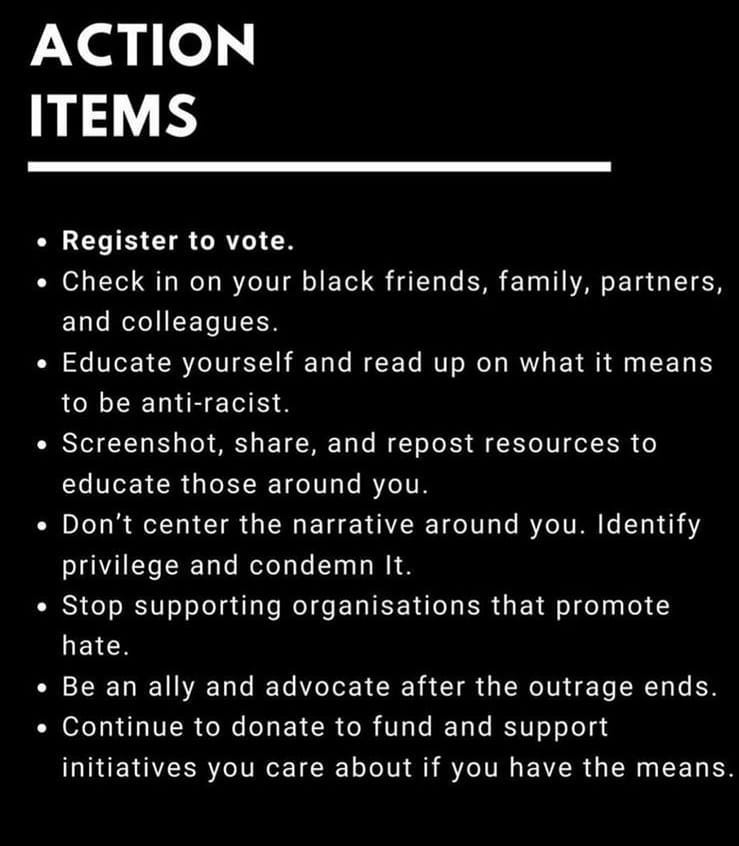 ACTION
ITEMS
• Register to vote.
• Check in on your black friends, family, partners,
and colleagues.
• Educate yourself and read up on what it means
to be anti-racist.
• Screenshot, share, and repost resources to
educate those around you.
• Don’t center the narrative around you. Identify
privilege and condemn It.
• Stop supporting organisations that promote
hate.
• Be an ally and advocate after the outrage ends.
• Continue to donate to fund and support
initiatives you care about if you have the means.